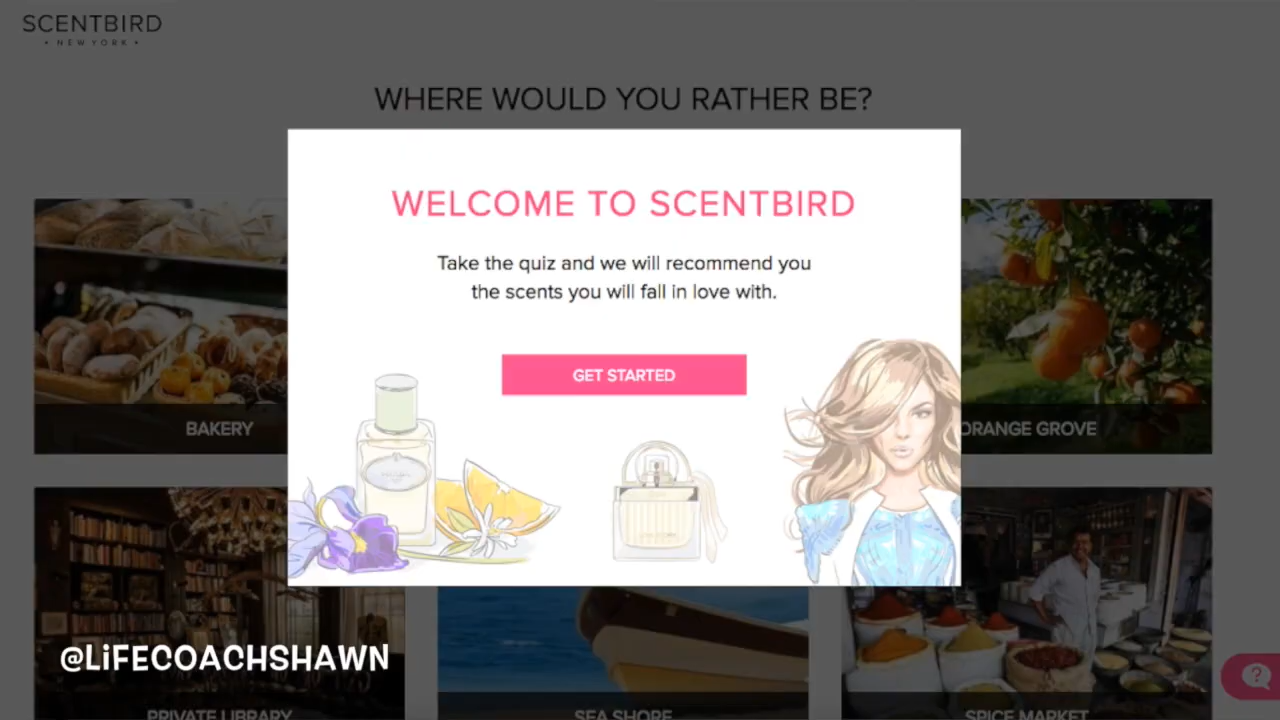 SCENTBIRD
• NEW YORK •
WHERE WOULD YOU RATHER BE?
WELCOME TO SCENTBIRD
Take the quiz and we will recommend you
the scents you will fall in love with.
GET STARTED
BAKERY
ORANGE GROVE
@LiFECOACHSHAWN
PRIVATE LIBRARY
SEA SHORE
SPICE MARKET
?